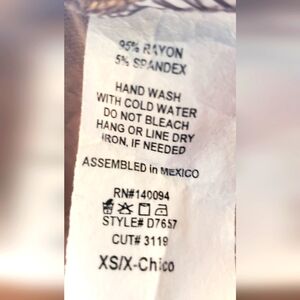 95% RAYON
5% SPANDEX
HAND WASH
WITH COLD WATER
DO NOT BLEACH
HANG OR LINE DRY
IRON, IF NEEDED
ASSEMBLED in MEXICO
RN#140094
STYLE# D7657
CUT# 3119
XS/X-Chico